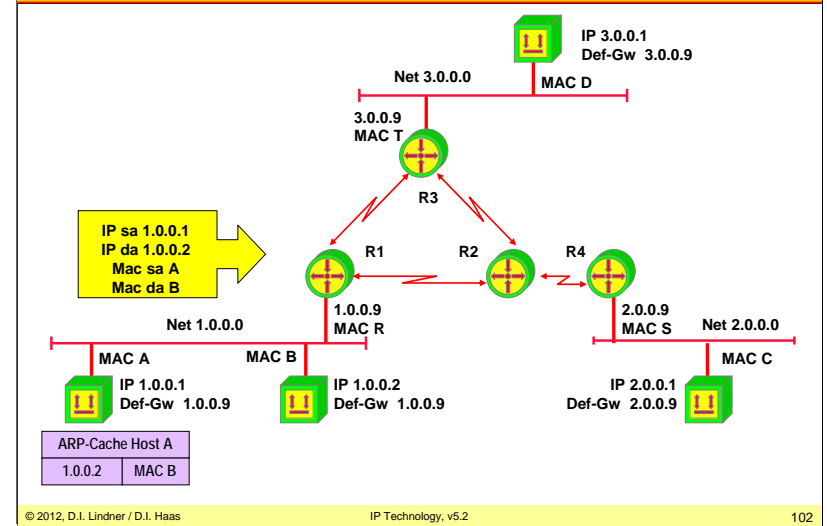 IP 3.0.0.1
Def-Gw 3.0.0.9
Net 3.0.0.0
MAC D
3.0.0.9
MAC T
R3
IP sa 1.0.0.1
IP da 1.0.0.2
Mac sa A
Mac da B
R1
R2
R4
1.0.0.9
MAC R
2.0.0.9
MAC S
Net 1.0.0.0
Net 2.0.0.0
MAC A
MAC B
MAC C
IP 1.0.0.1
Def-Gw 1.0.0.9
IP 1.0.0.2
Def-Gw 1.0.0.9
IP 2.0.0.1
Def-Gw 2.0.0.9
ARP-Cache Host A
1.0.0.2 MAC B
© 2012, D.I. Lindner / D.I. Haas IP Technology, v5.2 102